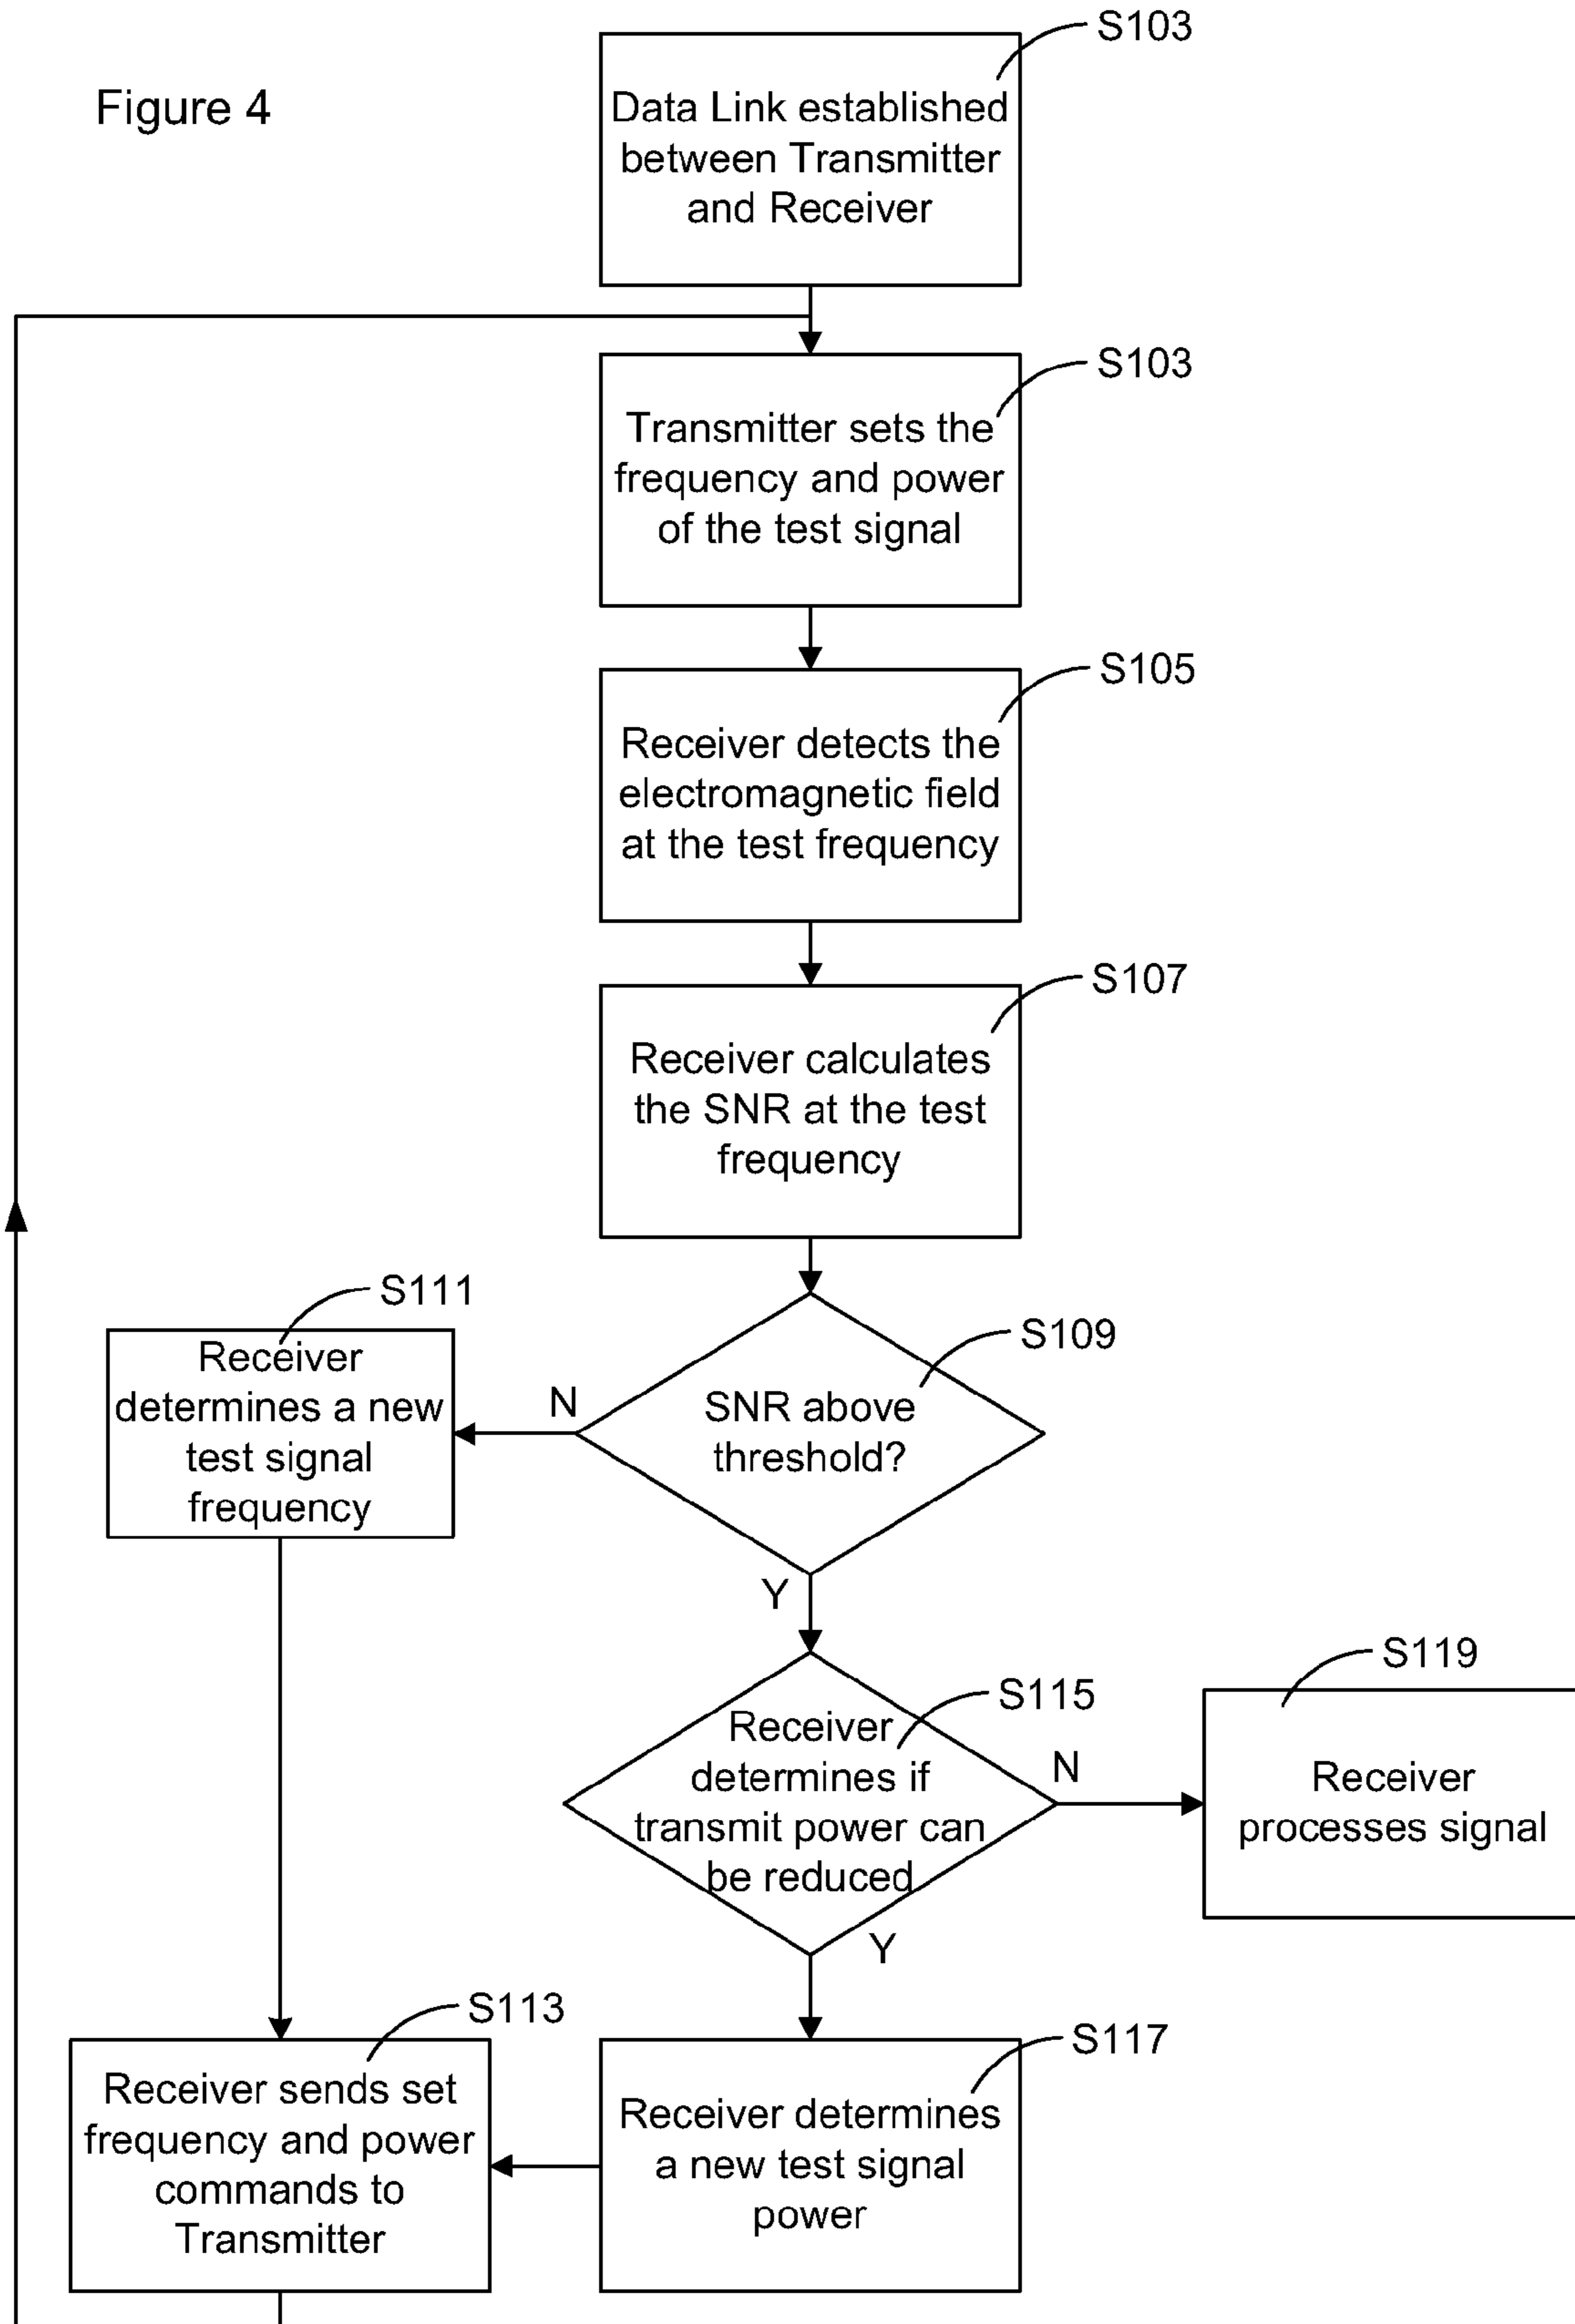 Figure 4
S103
Data Link established
between Transmitter
and Receiver
S103
Transmitter sets the
frequency and power
of the test signal
S105
Receiver detects the
electromagnetic field
at the test frequency
S107
Receiver calculates
the SNR at the test
frequency
S109
SNR above
threshold?
N
Y
S111
Receiver
determines a new
test signal
frequency
S115
Receiver
determines if
transmit power can
be reduced
N
Y
S119
Receiver
processes signal
S113
Receiver sends set
frequency and power
commands to
Transmitter
S117
Receiver determines
a new test signal
power